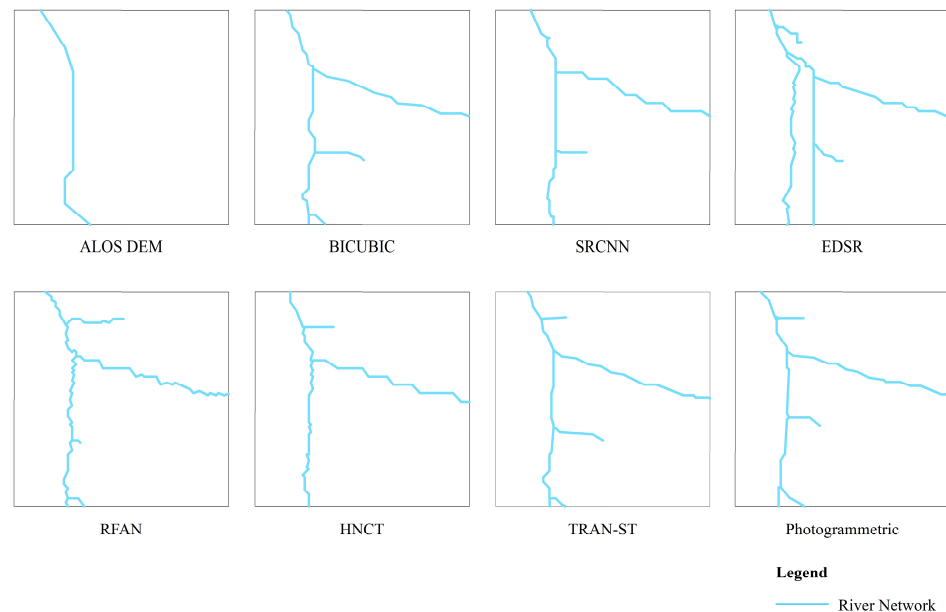 ALOS DEM
BICUBIC
SRCNN
EDSR
RFAN
HNCT
TRAN-ST
Photogrammetric
Legend
River Network